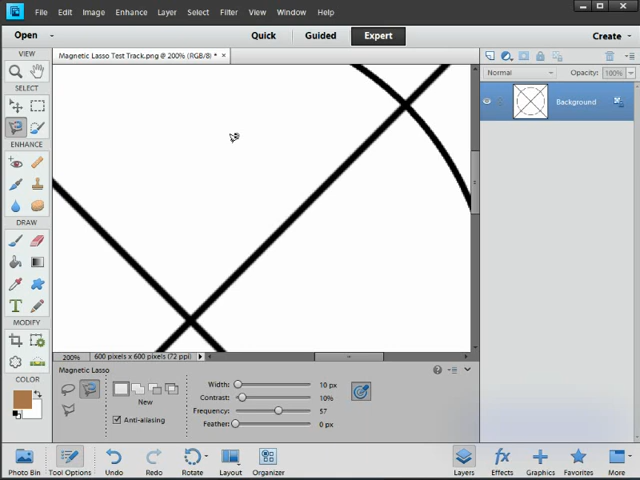 File Edit Image Enhance Layer Select Filter View Window Help
Open Quick Guided Expert Create
Magnetic Lasso Test Track.png @ 200% (RGB/8) * ×
VIEW
SELECT
ENHANCE
DRAW
MODIFY
COLOR
Normal Opacity: 100%
Background
200% 600 pixels x 600 pixels (72 ppi)
Magnetic Lasso
New
Anti-aliasing
Width: 10 px
Contrast: 10%
Frequency: 57
Feather: 0 px
Photo Bin Tool Options Undo Redo Rotate Layout Organizer Layers Effects Graphics Favorites More